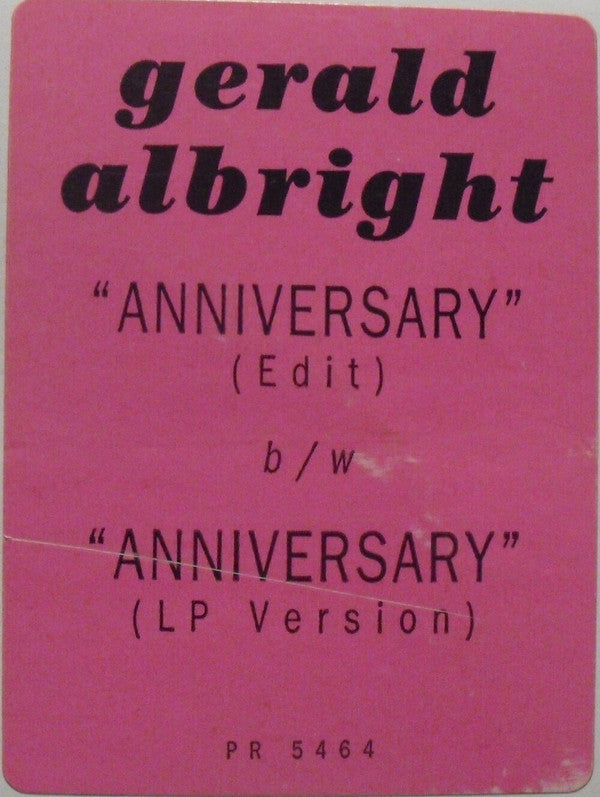 gerald
albright
“ANNIVERSARY”
(Edit)
b/w
“ANNIVERSARY”
(LP Version)
PR 5464